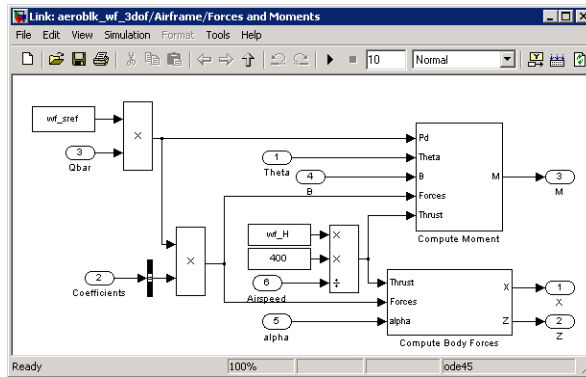 Link: aeroblk_wf_3dof/Airframe/Forces and Moments
File Edit View Simulation Format Tools Help
10 Normal
wf_sref
×
3
Qbar
Pd
1
Theta
Theta
4
B
B
M
3
M
Forces
Thrust
Compute Moment
wf_H
×
400
×
6
Airspeed
÷
2
Coefficients
×
Thrust
X
1
X
Forces
5
alpha
alpha
Z
2
Z
Compute Body Forces
Ready 100% ode45